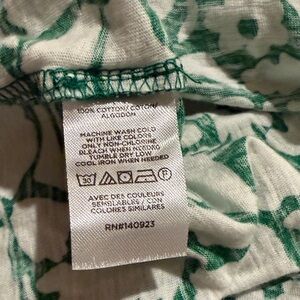 100% COTTON/COTON/
ALGODON
MACHINE WASH COLD
WITH LIKE COLORS
ONLY NON-CHLORINE
BLEACH WHEN NEEDED
TUMBLE DRY LOW
COOL IRON WHEN NEEDED
AVEC DES COULEURS
SEMBLABLES / CON
COLORES SIMILARES
RN#140923